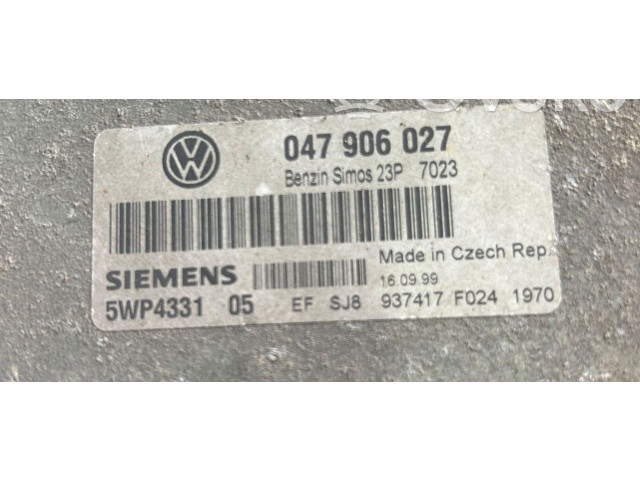 047 906 027
Benzin Simos 23P 7023
Made in Czech Rep.
SIEMENS
16.09.99
5WP4331 05 EF SJ8 937417 F024 1970